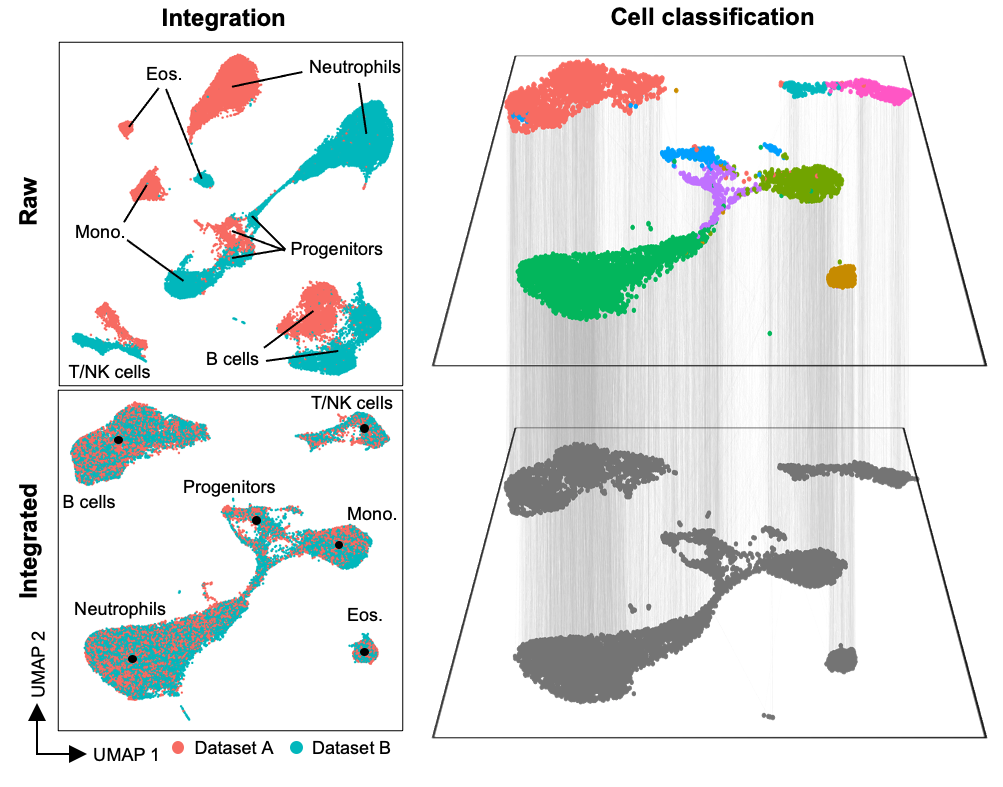 Integration
Cell classification
Raw
Eos.
Neutrophils
Mono.
Progenitors
B cells
T/NK cells
Integrated
T/NK cells
B cells
Progenitors
Mono.
Neutrophils
Eos.
UMAP 2
UMAP 1
Dataset A
Dataset B